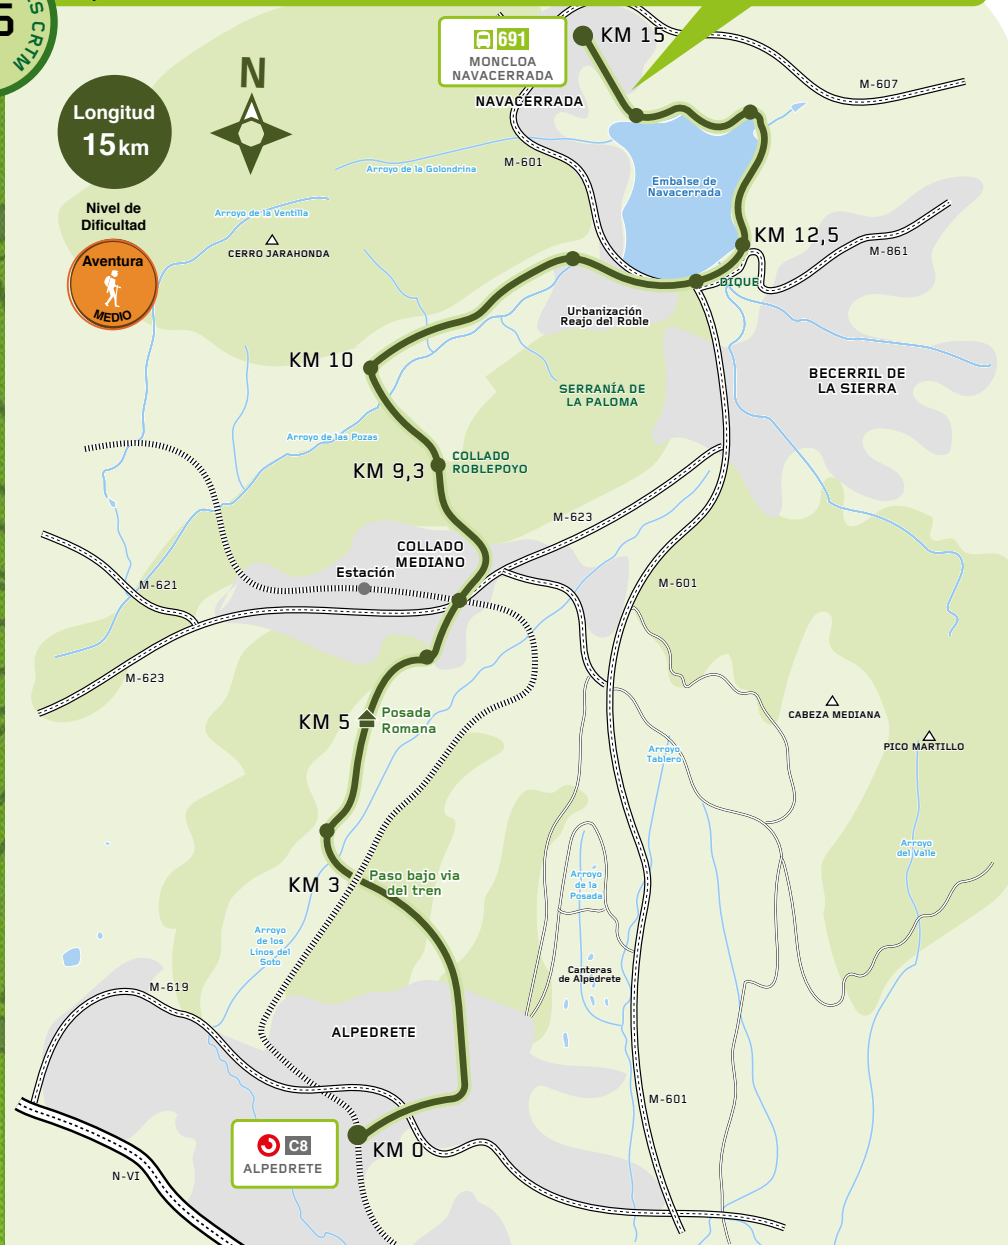 S CRTM
691
MONCLOA
NAVACERRADA
KM 15
NAVACERRADA
M-607
N
Longitud
15 km
M-601
Arroyo de la Golondrina
Embalse de
Navacerrada
Nivel de
Dificultad
Arroyo de la Ventilla
CERRO JARAHONDA
KM 12,5
M-861
Aventura
MEDIO
DIQUE
Urbanización
Reajo del Roble
KM 10
SERRANÍA DE
LA PALOMA
BECERRIL DE
LA SIERRA
Arroyo de las Pozas
COLLADO
ROBLEPOYO
KM 9,3
M-623
COLLADO
MEDIANO
Estación
M-621
M-601
M-623
Posada
Romana
KM 5
CABEZA MEDIANA
PICO MARTILLO
Arroyo
Tablero
Arroyo
del Valle
Paso bajo via
del tren
KM 3
Arroyo
de la
Posada
Arroyo
de los
Linos del
Soto
Canteras
de Alpedrete
M-619
ALPEDRETE
M-601
C8
ALPEDRETE
KM 0
N-VI